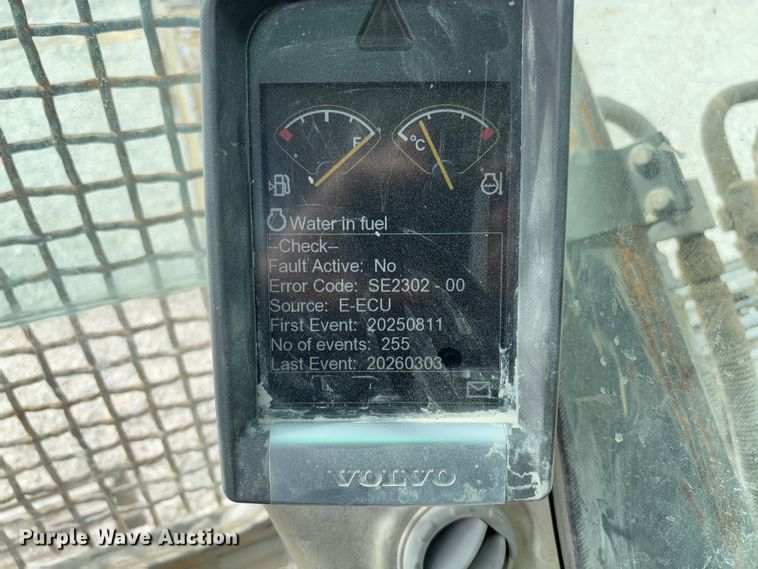 F
°C
Water in fuel
--Check--
Fault Active: No
Error Code: SE2302 - 00
Source: E-ECU
First Event: 20250811
No of events: 255
Last Event: 20260303
VOLVO
Purple Wave Auction